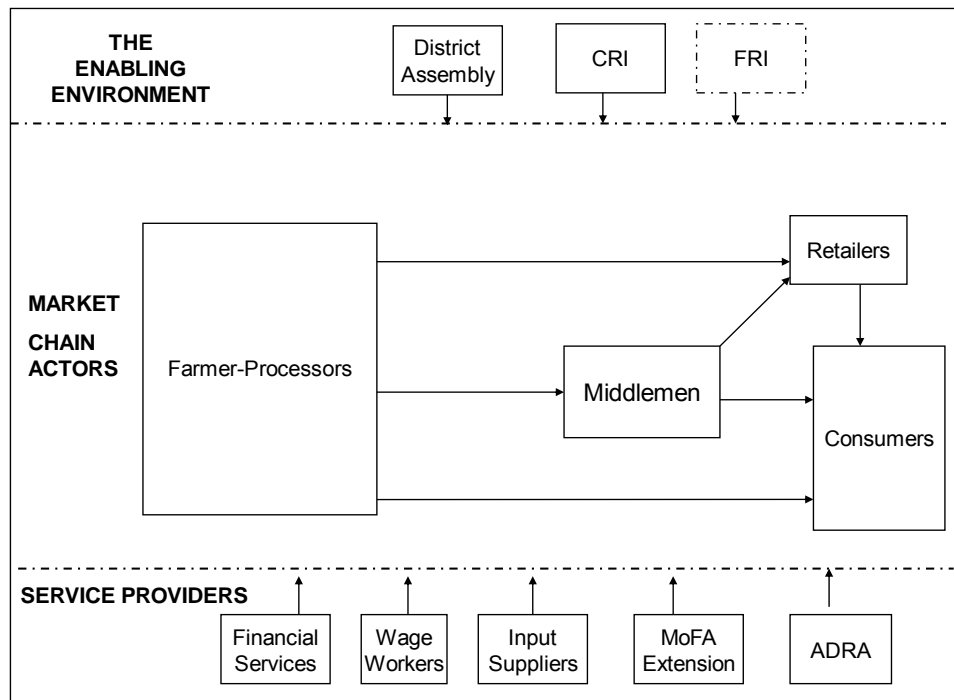 THE
ENABLING
ENVIRONMENT
District
Assembly
CRI
FRI
MARKET
CHAIN
ACTORS
Farmer-Processors
Middlemen
Retailers
Consumers
SERVICE PROVIDERS
Financial
Services
Wage
Workers
Input
Suppliers
MoFA
Extension
ADRA